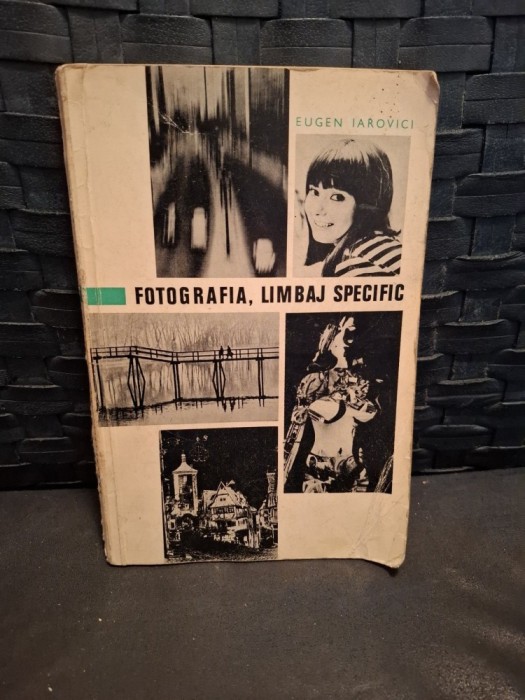 EUGEN IAROVICI
FOTOGRAFIA, LIMBAJ SPECIFIC